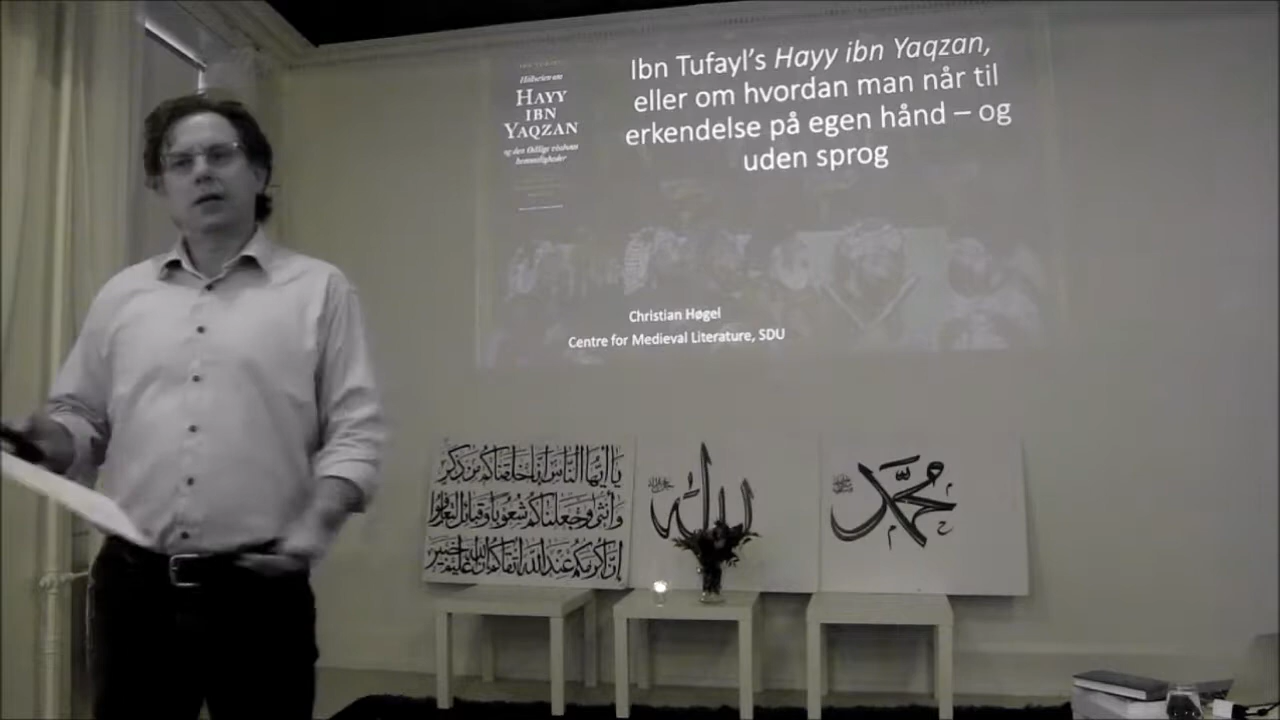 Ibn Tufayl's Hayy ibn Yaqzan,
eller om hvordan man når til
erkendelse på egen hånd – og
uden sprog
HAYY
IBN
YAQZAN
Christian Høgel
Centre for Medieval Literature, SDU
يا أيها الناس إنا خلقناكم من ذكر
وأنثى وجعلناكم شعوبا وقبائل لتعارفوا
إن أكرمكم عند الله أتقاكم إن الله عليم خبير
الله
محمد